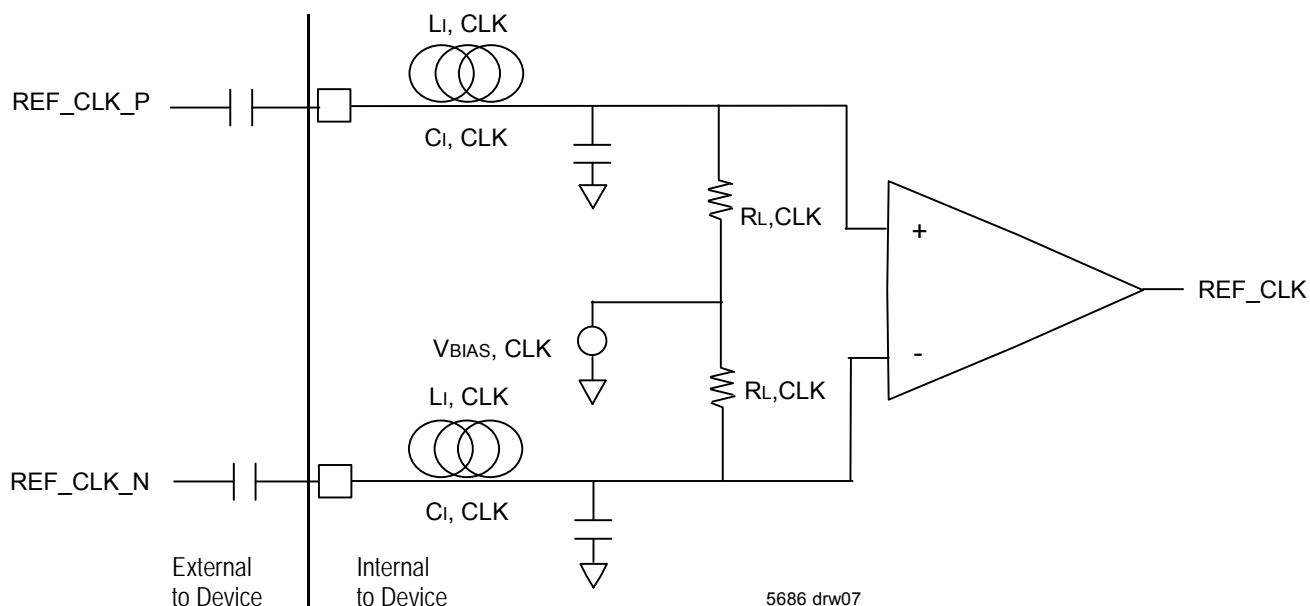 LI, CLK
REF_CLK_P
CI, CLK
RL,CLK
+
REF_CLK
-
VBIAS, CLK
RL,CLK
LI, CLK
REF_CLK_N
CI, CLK
External
to Device
Internal
to Device
5686 drw07